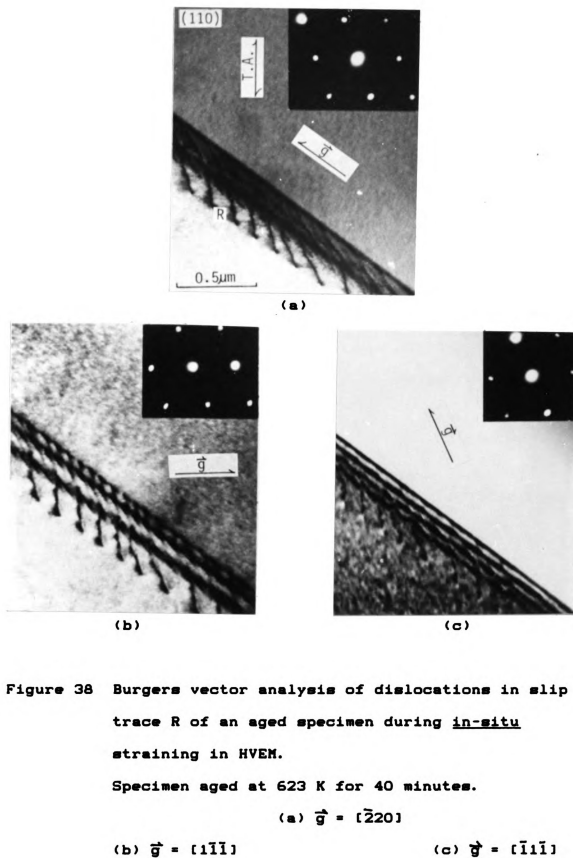 (110)
T.A.
g⃗
R
0.5µm
(a)
g⃗
g⃗
(b)
(c)
Figure 38 Burgers vector analysis of dislocations in slip
trace R of an aged specimen during in-situ
straining in HVEM.
Specimen aged at 623 K for 40 minutes.
(a) g⃗ = [2̄20]
(b) g⃗ = [11̄1̄] (c) g⃗ = [1̄11̄]